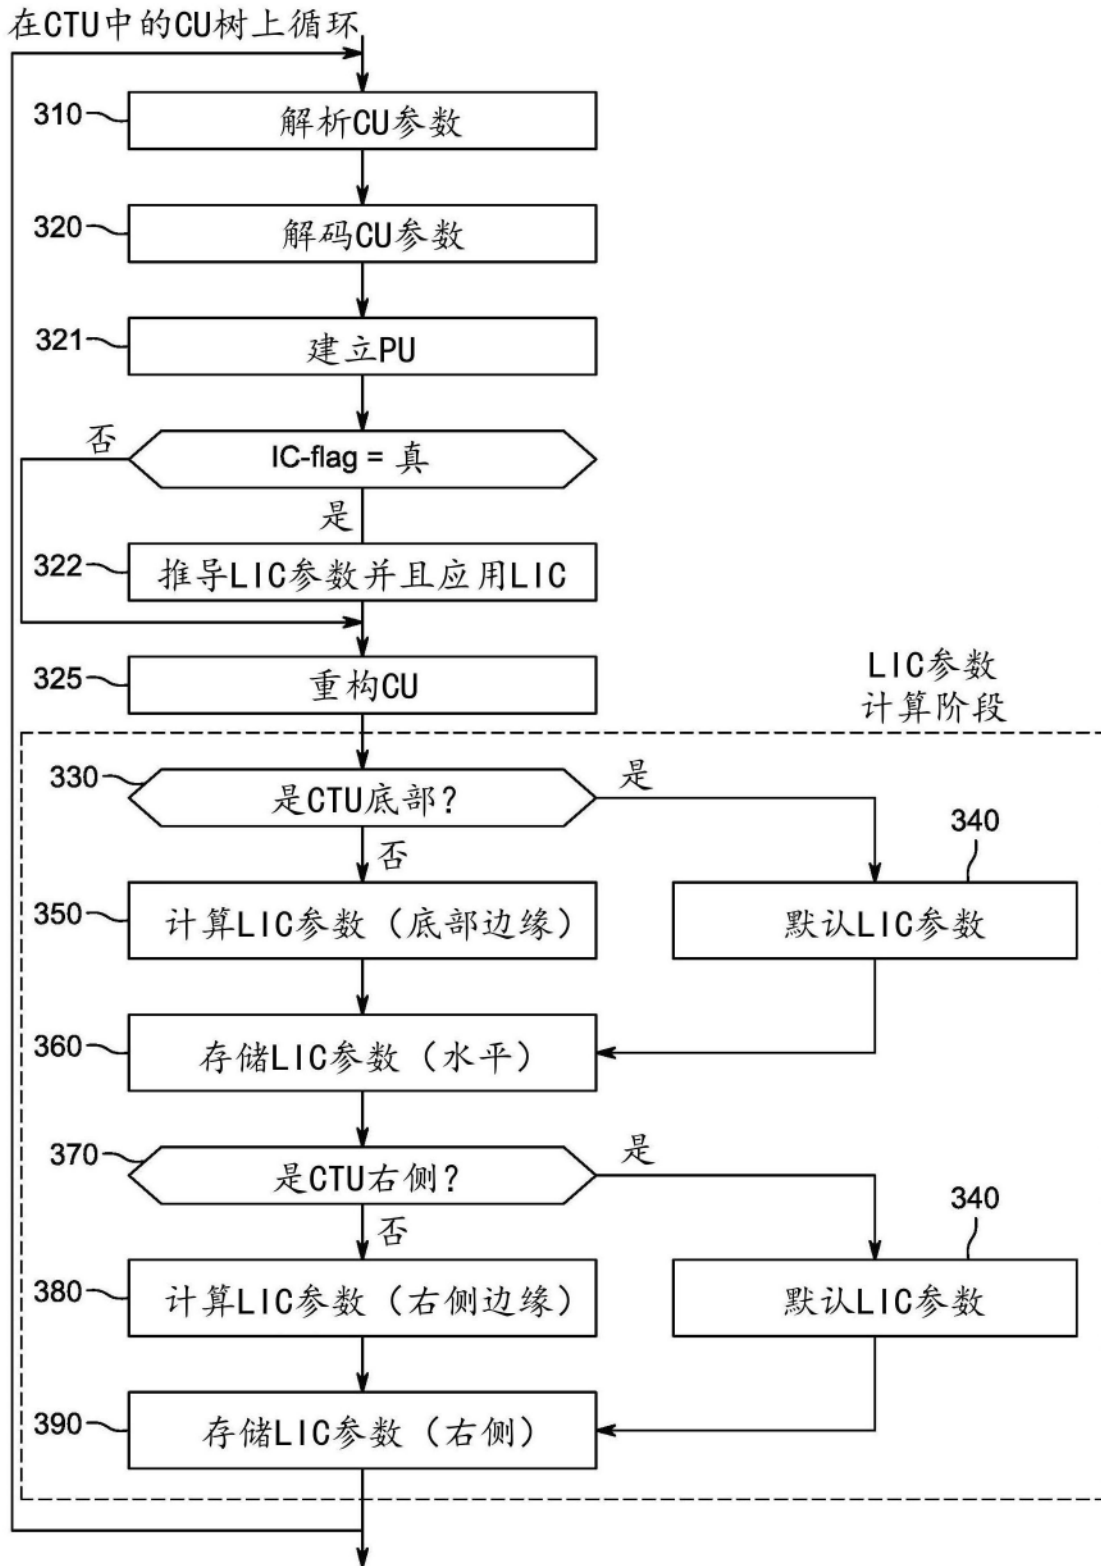 在CTU中的CU树上循环
310
解析CU参数
320
解码CU参数
321
建立PU
否
IC-flag = 真
是
322
推导LIC参数并且应用LIC
325
重构CU
LIC参数
计算阶段
330
是CTU底部?
是
否
340
350
计算LIC参数（底部边缘）
默认LIC参数
360
存储LIC参数（水平）
370
是CTU右侧?
是
否
340
380
计算LIC参数（右侧边缘）
默认LIC参数
390
存储LIC参数（右侧）